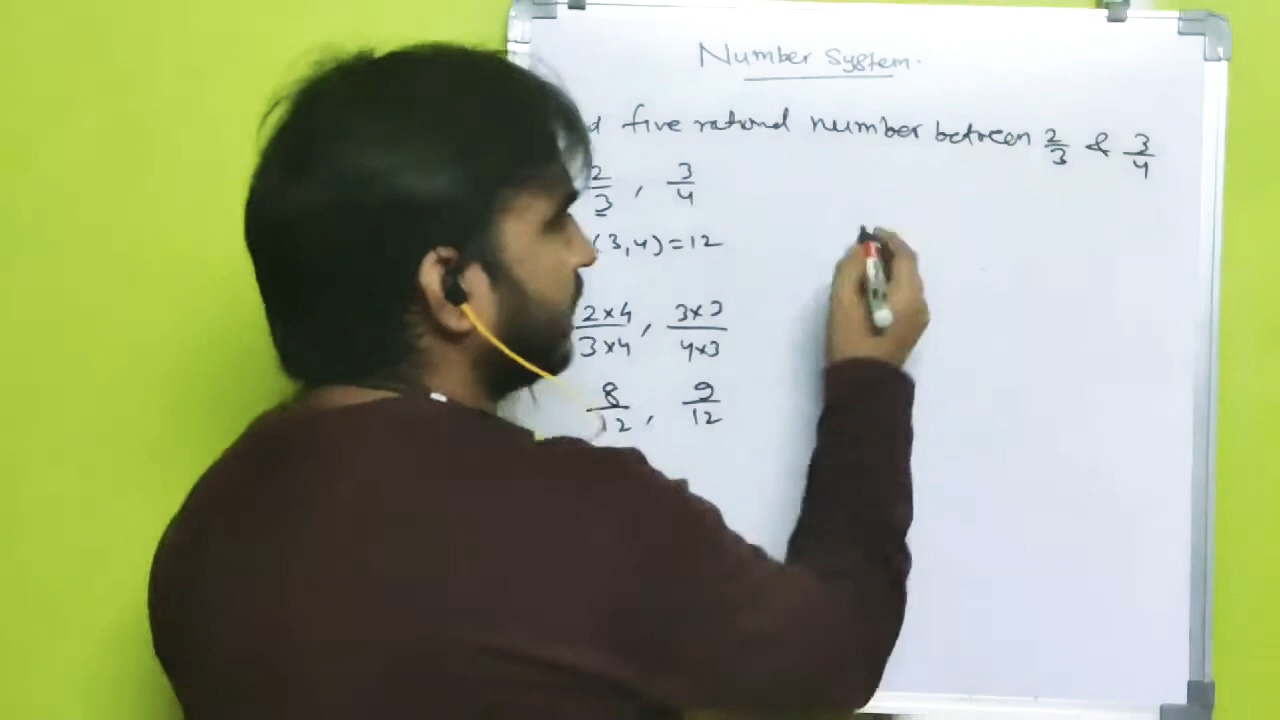 Number System.
d five rational number between 2/3 & 3/4
2/3 , 3/4
(3,4)=12
2×4/3×4 , 3×3/4×3
8/12 , 9/12